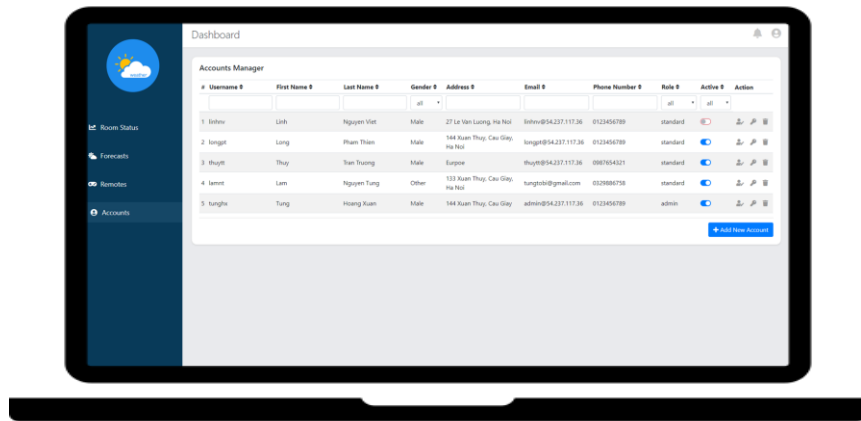 Dashboard
weather
Room Status
Forecasts
Remotes
Accounts
Accounts Manager
# Username First Name Last Name Gender Address Email Phone Number Role Active Action
all all all
1 linhnv Linh Nguyen Viet Male 27 Le Van Luong, Ha Noi linhnv@54.237.117.36 0123456789 standard
2 longpt Long Pham Thien Male 144 Xuan Thuy, Cau Giay, Ha Noi longpt@54.237.117.36 0123456789 standard
3 thuytt Thuy Tran Truong Male Eurpoe thuytt@54.237.117.36 0987654321 standard
4 lamnt Lam Nguyen Tung Other 133 Xuan Thuy, Cau Giay, Ha Noi tungtobi@gmail.com 0329886758 standard
5 tunghx Tung Hoang Xuan Male 144 Xuan Thuy, Cau Giay admin@54.237.117.36 0123456789 admin
Add New Account